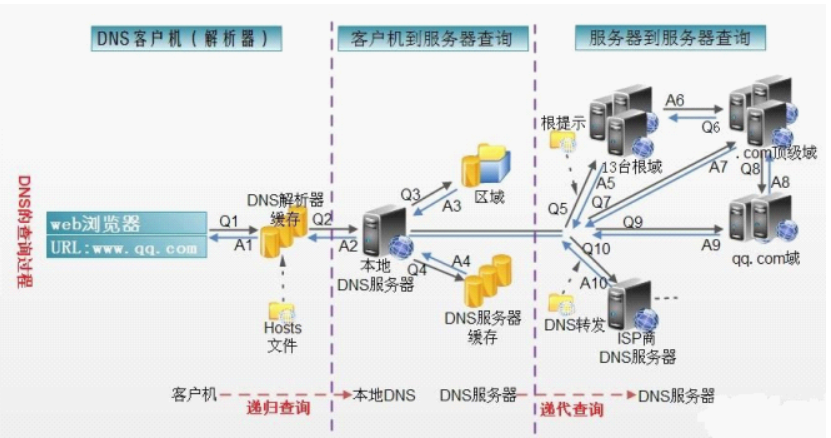 DNS客户机（解析器）
客户机到服务器查询
服务器到服务器查询
DNS的查询过程
web浏览器
URL:www.qq.com
Q1
A1
DNS解析器
缓存
Hosts
文件
Q2
A2
本地
DNS服务器
Q3
A3
区域
Q4
A4
DNS服务器
缓存
根提示
13台根域
Q5
A5
A6
Q6
.com顶级域
Q7
A7
Q8
A8
Q9
A9
qq.com域
Q10
A10
DNS转发
ISP商
DNS服务器
客户机
递归查询
本地DNS
DNS服务器
递代查询
DNS服务器